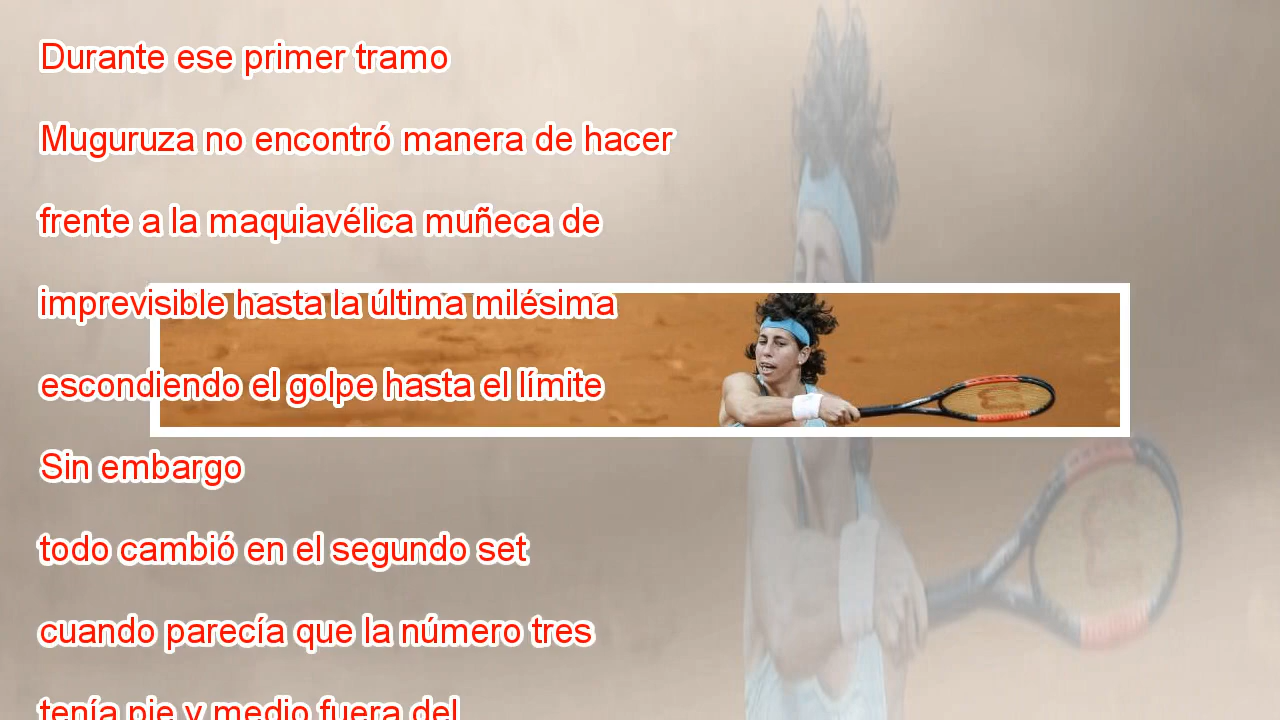 Durante ese primer tramo
Muguruza no encontró manera de hacer
frente a la maquiavélica muñeca de
imprevisible hasta la última milésima
escondiendo el golpe hasta el límite
Sin embargo
todo cambió en el segundo set
cuando parecía que la número tres
tenía pie y medio fuera del